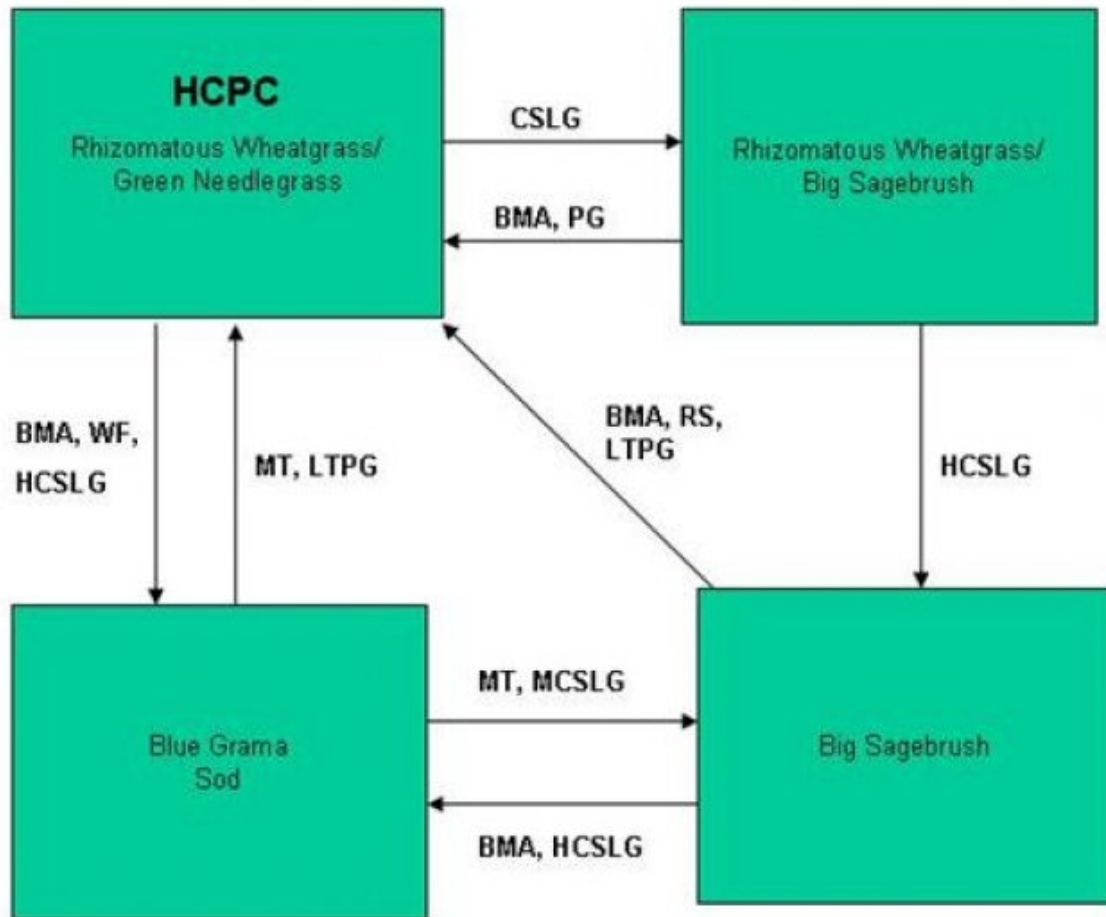 HCPC
Rhizomatous Wheatgrass/
Green Needlegrass
CSLG
BMA, PG
Rhizomatous Wheatgrass/
Big Sagebrush
BMA, WF,
HCSLG
MT, LTPG
BMA, RS,
LTPG
HCSLG
Blue Grama
Sod
MT, MCSLG
BMA, HCSLG
Big Sagebrush